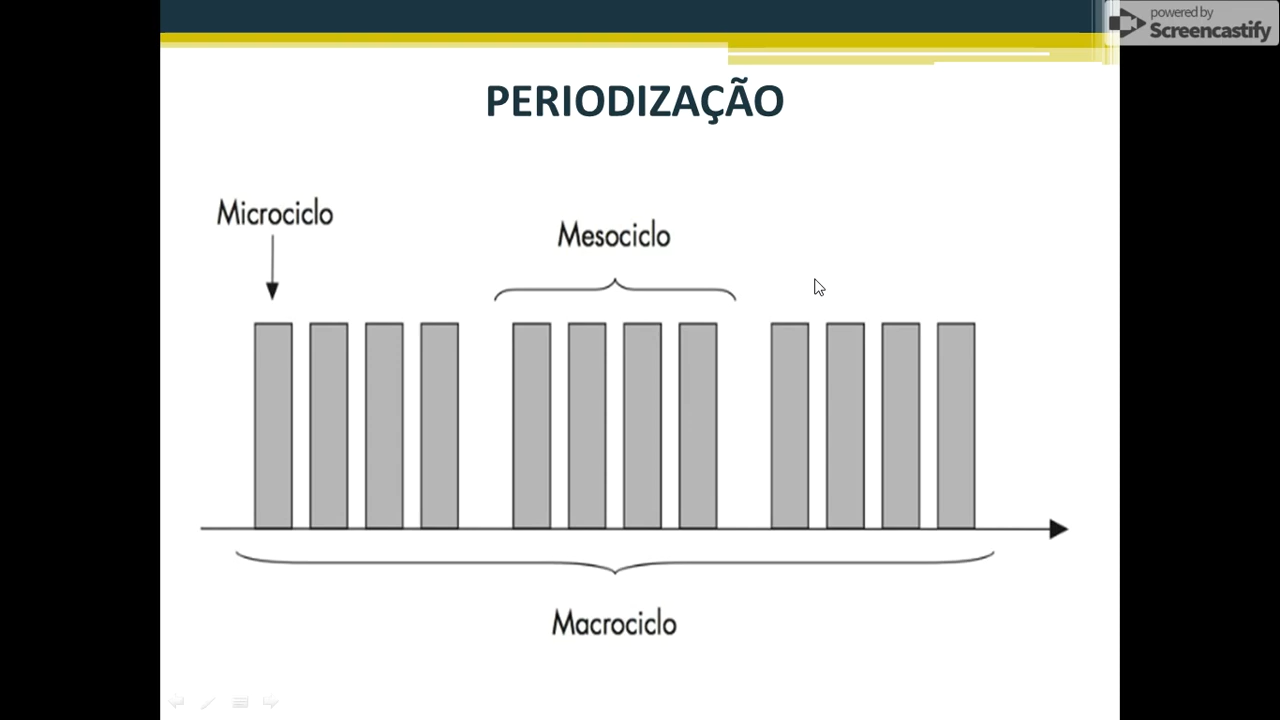 powered by
Screencastify
PERIODIZAÇÃO
Microciclo
Mesociclo
Macrociclo